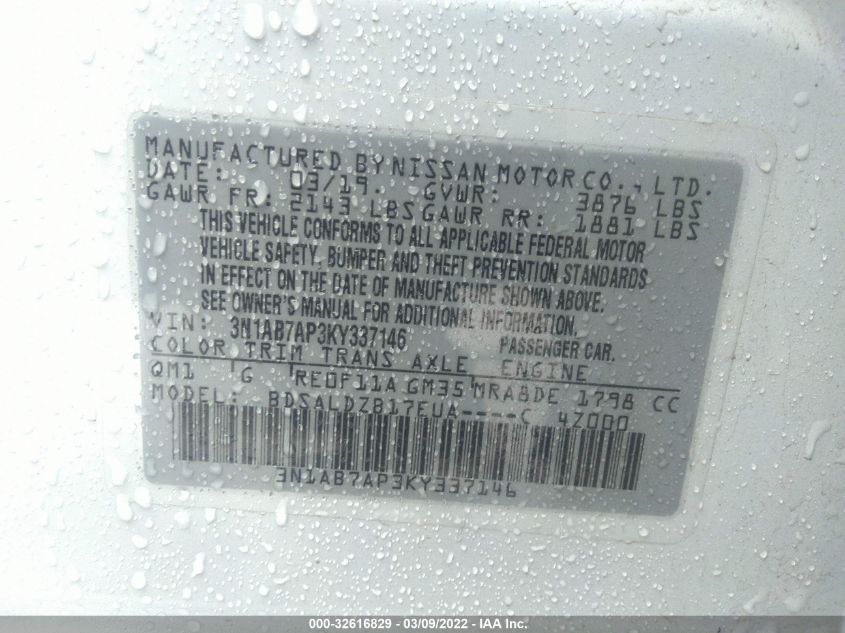 MANUFACTURED BY NISSAN MOTOR CO., LTD.
DATE: 03/19. GVWR: 3876 LBS
GAWR FR: 2143 LBS GAWR RR: 1881 LBS
THIS VEHICLE CONFORMS TO ALL APPLICABLE FEDERAL MOTOR
VEHICLE SAFETY, BUMPER AND THEFT PREVENTION STANDARDS
IN EFFECT ON THE DATE OF MANUFACTURE SHOWN ABOVE.
SEE OWNER'S MANUAL FOR ADDITIONAL INFORMATION,
VIN: 3N1AB7AP3KY337146 PASSENGER CAR.
COLOR TRIM TRANS AXLE ENGINE
QM1 G RE0F11A GM35 MRA8DE 1798 CC
MODEL: BDSALDZB17EUA----C 4Z000
3N1AB7AP3KY337146
000-32616829 - 03/09/2022 - IAA Inc.